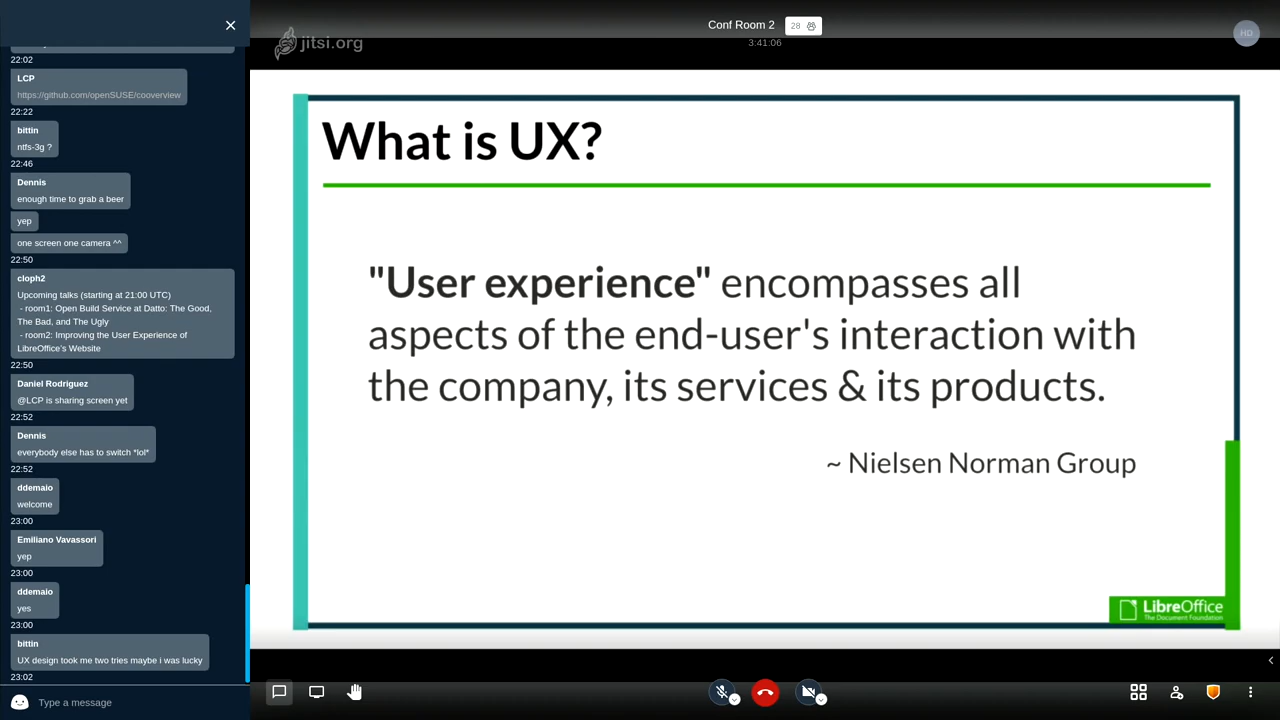 22:02
LCP
https://github.com/openSUSE/cooverview
22:22
bittin
ntfs-3g ?
22:46
Dennis
enough time to grab a beer
yep
one screen one camera ^^
22:50
cloph2
Upcoming talks (starting at 21:00 UTC)
- room1: Open Build Service at Datto: The Good,
The Bad, and The Ugly
- room2: Improving the User Experience of
LibreOffice's Website
22:50
Daniel Rodriguez
@LCP is sharing screen yet
22:52
Dennis
everybody else has to switch *lol*
22:52
ddemaio
welcome
23:00
Emiliano Vavassori
yep
23:00
ddemaio
yes
23:00
bittin
UX design took me two tries maybe i was lucky
23:02
Type a message
jitsi.org
Conf Room 2
28
3:41:06
HD
What is UX?
"User experience" encompasses all
aspects of the end-user's interaction with
the company, its services & its products.
~ Nielsen Norman Group
LibreOffice
The Document Foundation